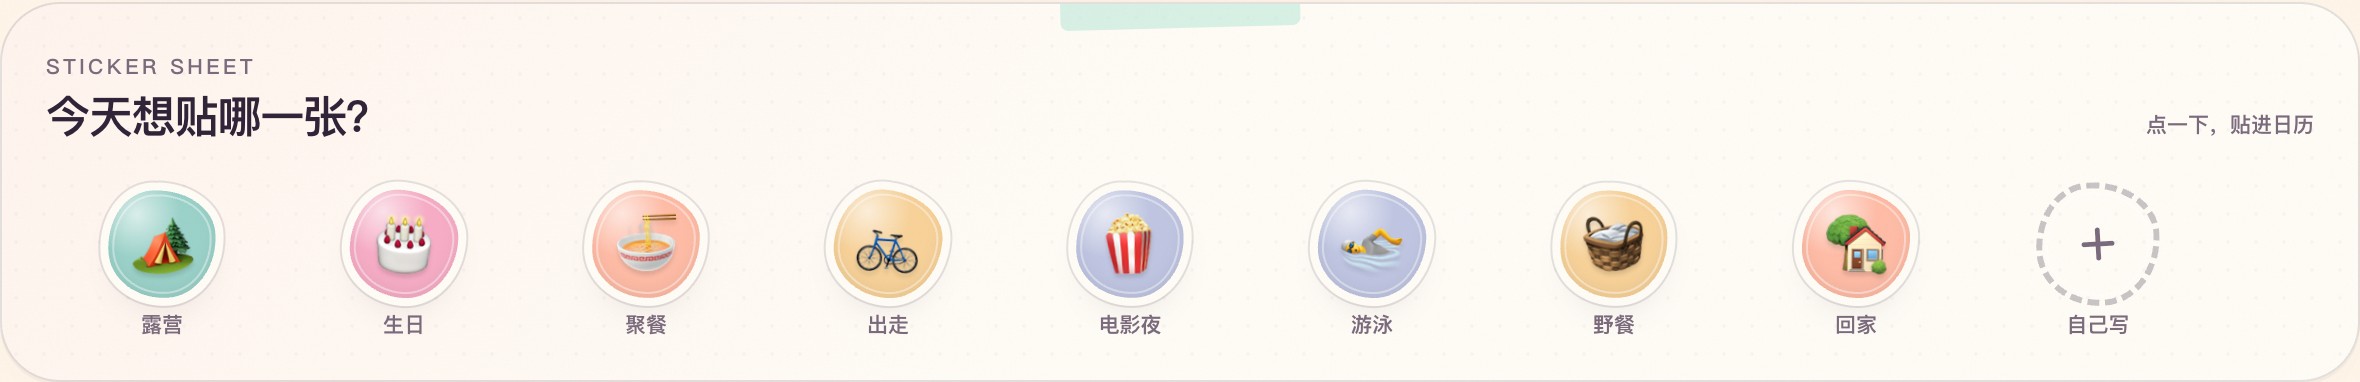 STICKER SHEET
今天想贴哪一张?
点一下，贴进日历
露营
生日
聚餐
出走
电影夜
游泳
野餐
回家
自己写